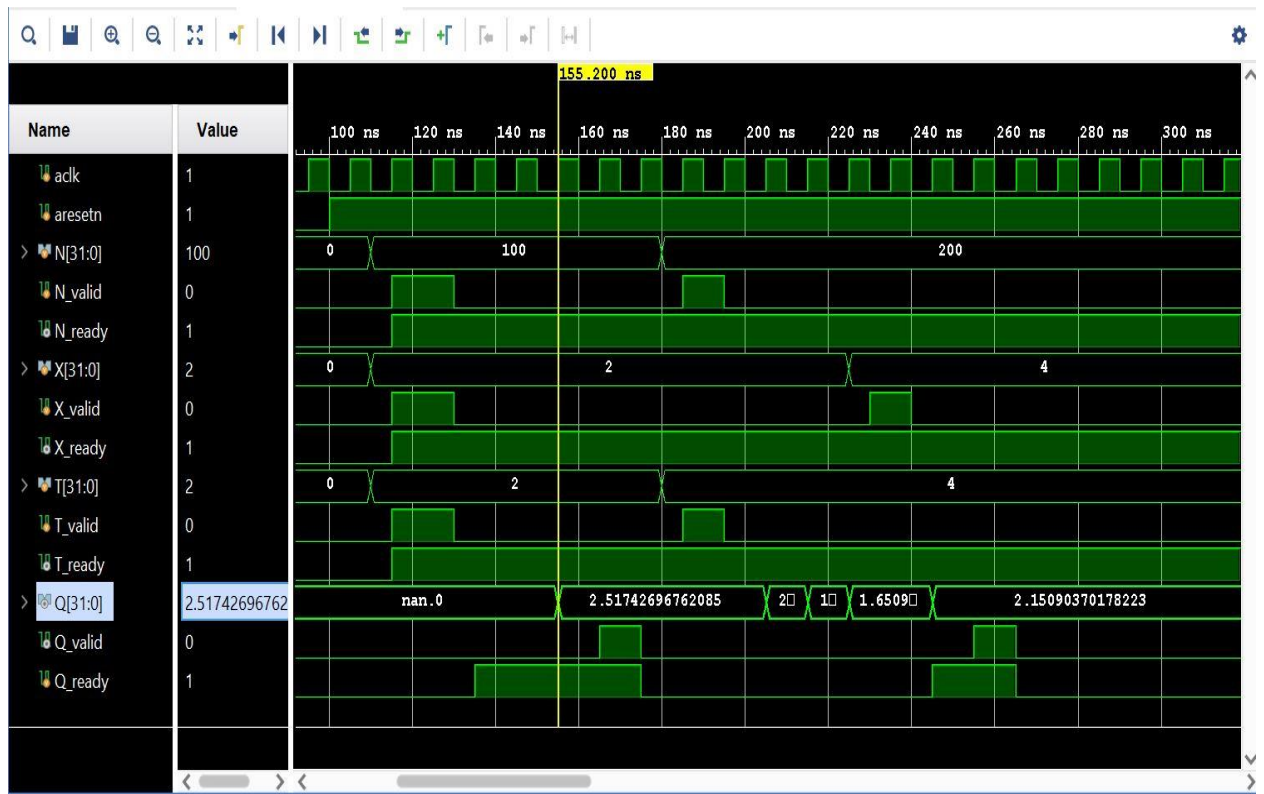 155.200 ns
Name Value 100 ns 120 ns 140 ns 160 ns 180 ns 200 ns 220 ns 240 ns 260 ns 280 ns 300 ns
aclk 1
aresetn 1
N[31:0] 100 0 100 200
N_valid 0
N_ready 1
X[31:0] 2 0 2 4
X_valid 0
X_ready 1
T[31:0] 2 0 2 4
T_valid 0
T_ready 1
Q[31:0] 2.51742696762 nan.0 2.51742696762085 2 1 1.6509 2.15090370178223
Q_valid 0
Q_ready 1